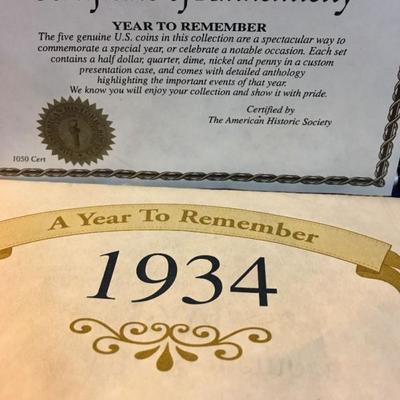 Certificate of Authenticity
YEAR TO REMEMBER
The five genuine U.S. coins in this collection are a spectacular way to
commemorate a special year, or celebrate a notable occasion. Each set
contains a half dollar, quarter, dime, nickel and penny in a custom
presentation case, and comes with detailed anthology
highlighting the important events of that year.
We know you will enjoy your collection and show it with pride.
Certified by
The American Historic Society
1050 Cert
A Year To Remember
1934